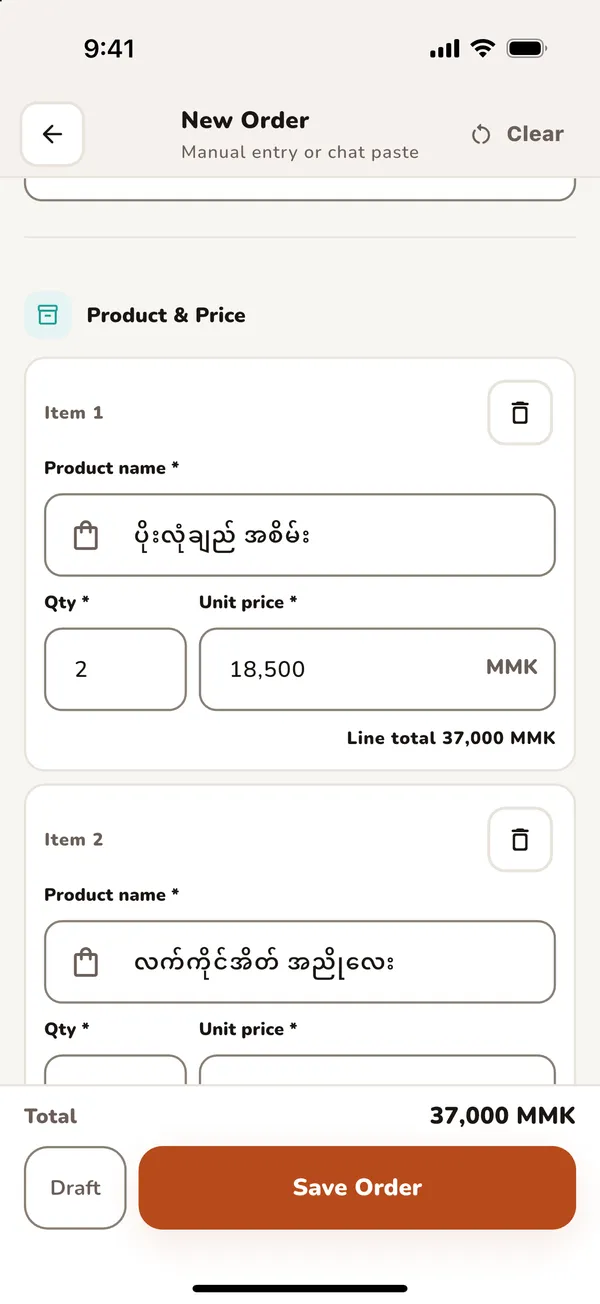 9:41
New Order
Manual entry or chat paste
Clear
Product & Price
Item 1
Product name *
ပိုးလုံချည် အစိမ်း
Qty *
Unit price *
2
18,500
MMK
Line total 37,000 MMK
Item 2
Product name *
လက်ကိုင်အိတ် အညိုလေး
Qty *
Unit price *
Total
37,000 MMK
Draft
Save Order